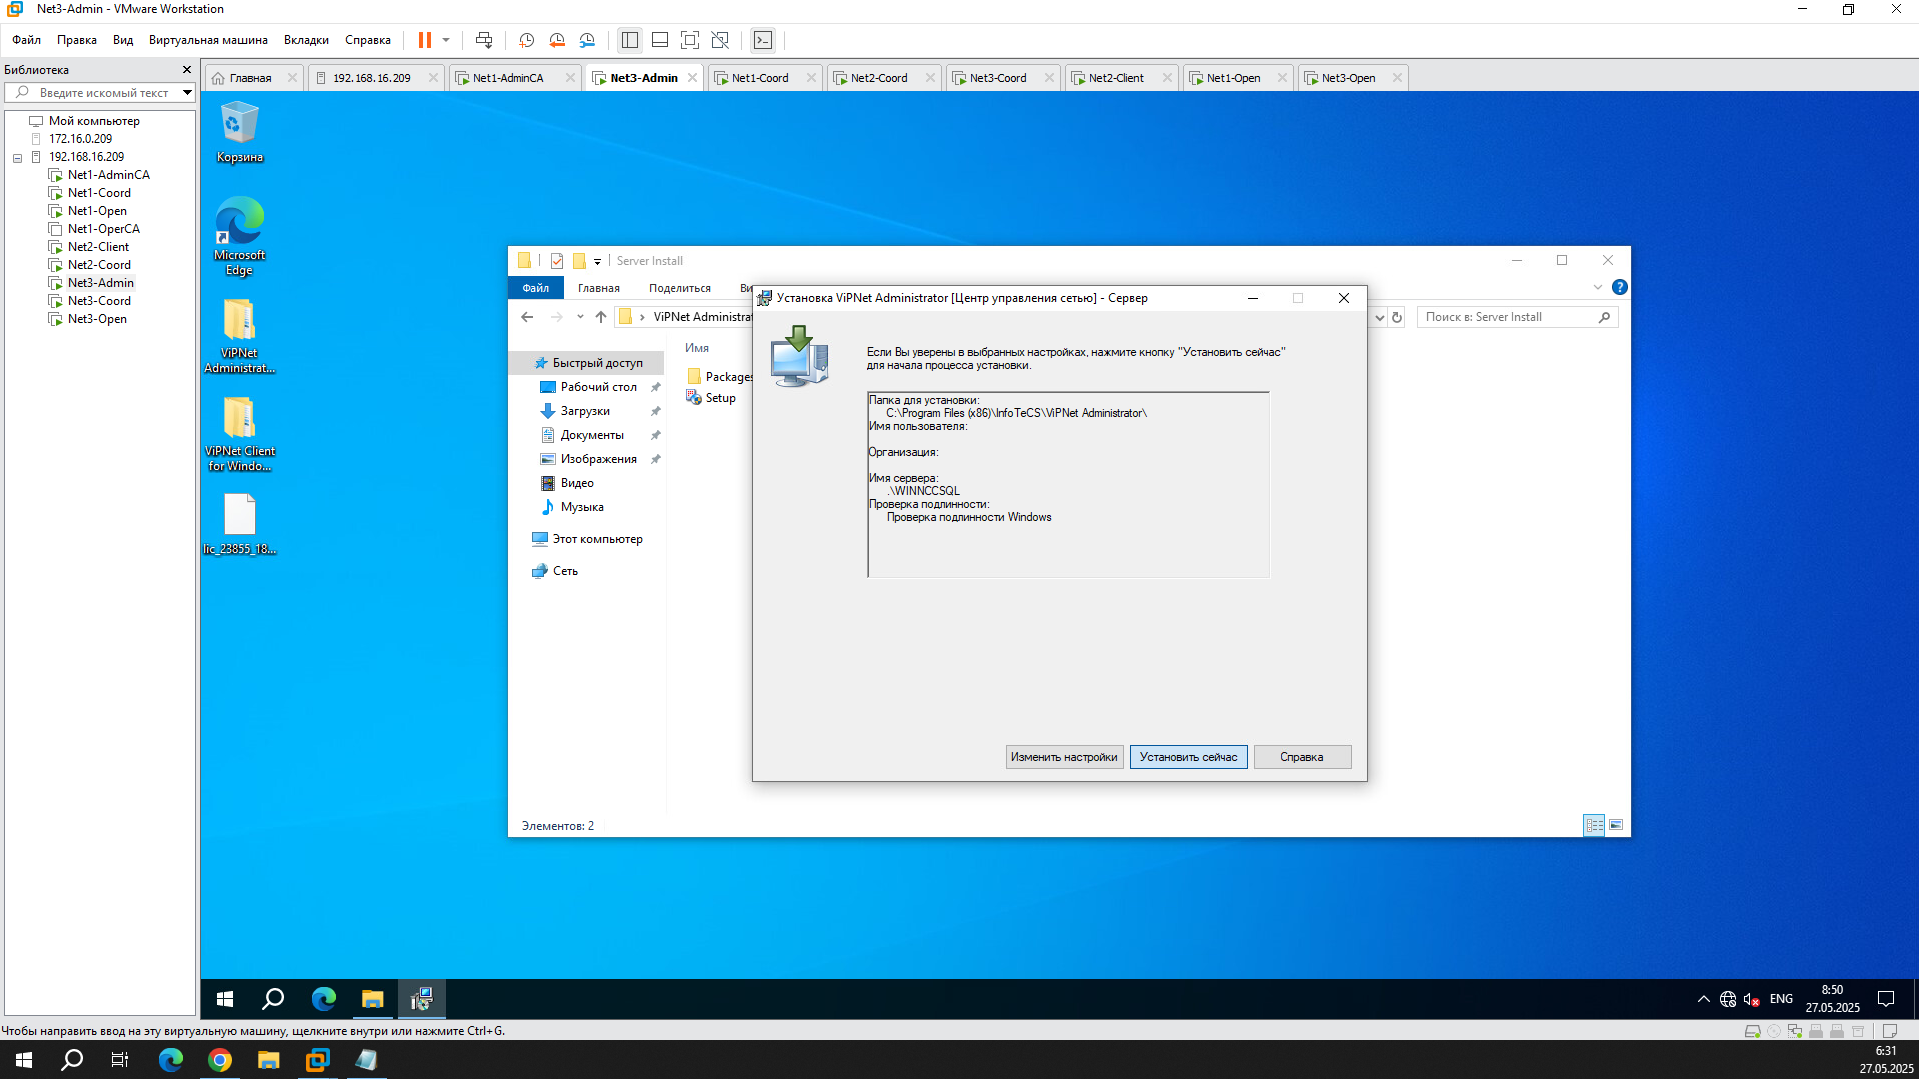 Net3-Admin - VMware Workstation
Файл Правка Вид Виртуальная машина Вкладки Справка
Библиотека
Введите искомый текст
Мой компьютер
172.16.0.209
192.168.16.209
Net1-AdminCA
Net1-Coord
Net1-Open
Net1-OperCA
Net2-Client
Net2-Coord
Net3-Admin
Net3-Coord
Net3-Open
Главная 192.168.16.209 Net1-AdminCA Net3-Admin Net1-Coord Net2-Coord Net3-Coord Net2-Client Net1-Open Net3-Open
Корзина
Microsoft
Edge
ViPNet
Administrat...
ViPNet Client
for Windo...
lic_23855_18...
Server Install
Файл Главная Поделиться Ви
ViPNet Administrat
Поиск в: Server Install
Быстрый доступ
Рабочий стол
Загрузки
Документы
Изображения
Видео
Музыка
Этот компьютер
Сеть
Имя
Packages
Setup
Элементов: 2
Установка ViPNet Administrator [Центр управления сетью] - Сервер
Если Вы уверены в выбранных настройках, нажмите кнопку "Установить сейчас"
для начала процесса установки.
Папка для установки:
C:\Program Files (x86)\InfoTeCS\ViPNet Administrator\
Имя пользователя:
Организация:
Имя сервера:
.\WINNCCSQL
Проверка подлинности:
Проверка подлинности Windows
Изменить настройки Установить сейчас Справка
ENG
8:50
27.05.2025
Чтобы направить ввод на эту виртуальную машину, щелкните внутри или нажмите Ctrl+G.
6:31
27.05.2025